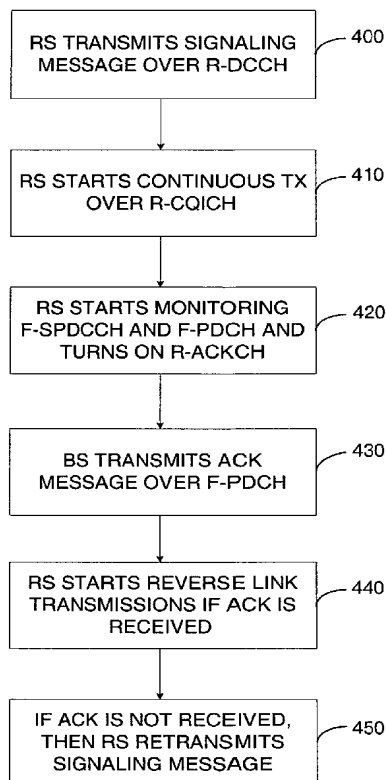 RS TRANSMITS SIGNALING
MESSAGE OVER R-DCCH
400
RS STARTS CONTINUOUS TX
OVER R-CQICH
410
RS STARTS MONITORING
F-SPDCCH AND F-PDCH AND
TURNS ON R-ACKCH
420
BS TRANSMITS ACK
MESSAGE OVER F-PDCH
430
RS STARTS REVERSE LINK
TRANSMISSIONS IF ACK IS
RECEIVED
440
IF ACK IS NOT RECEIVED,
THEN RS RETRANSMITS
SIGNALING MESSAGE
450